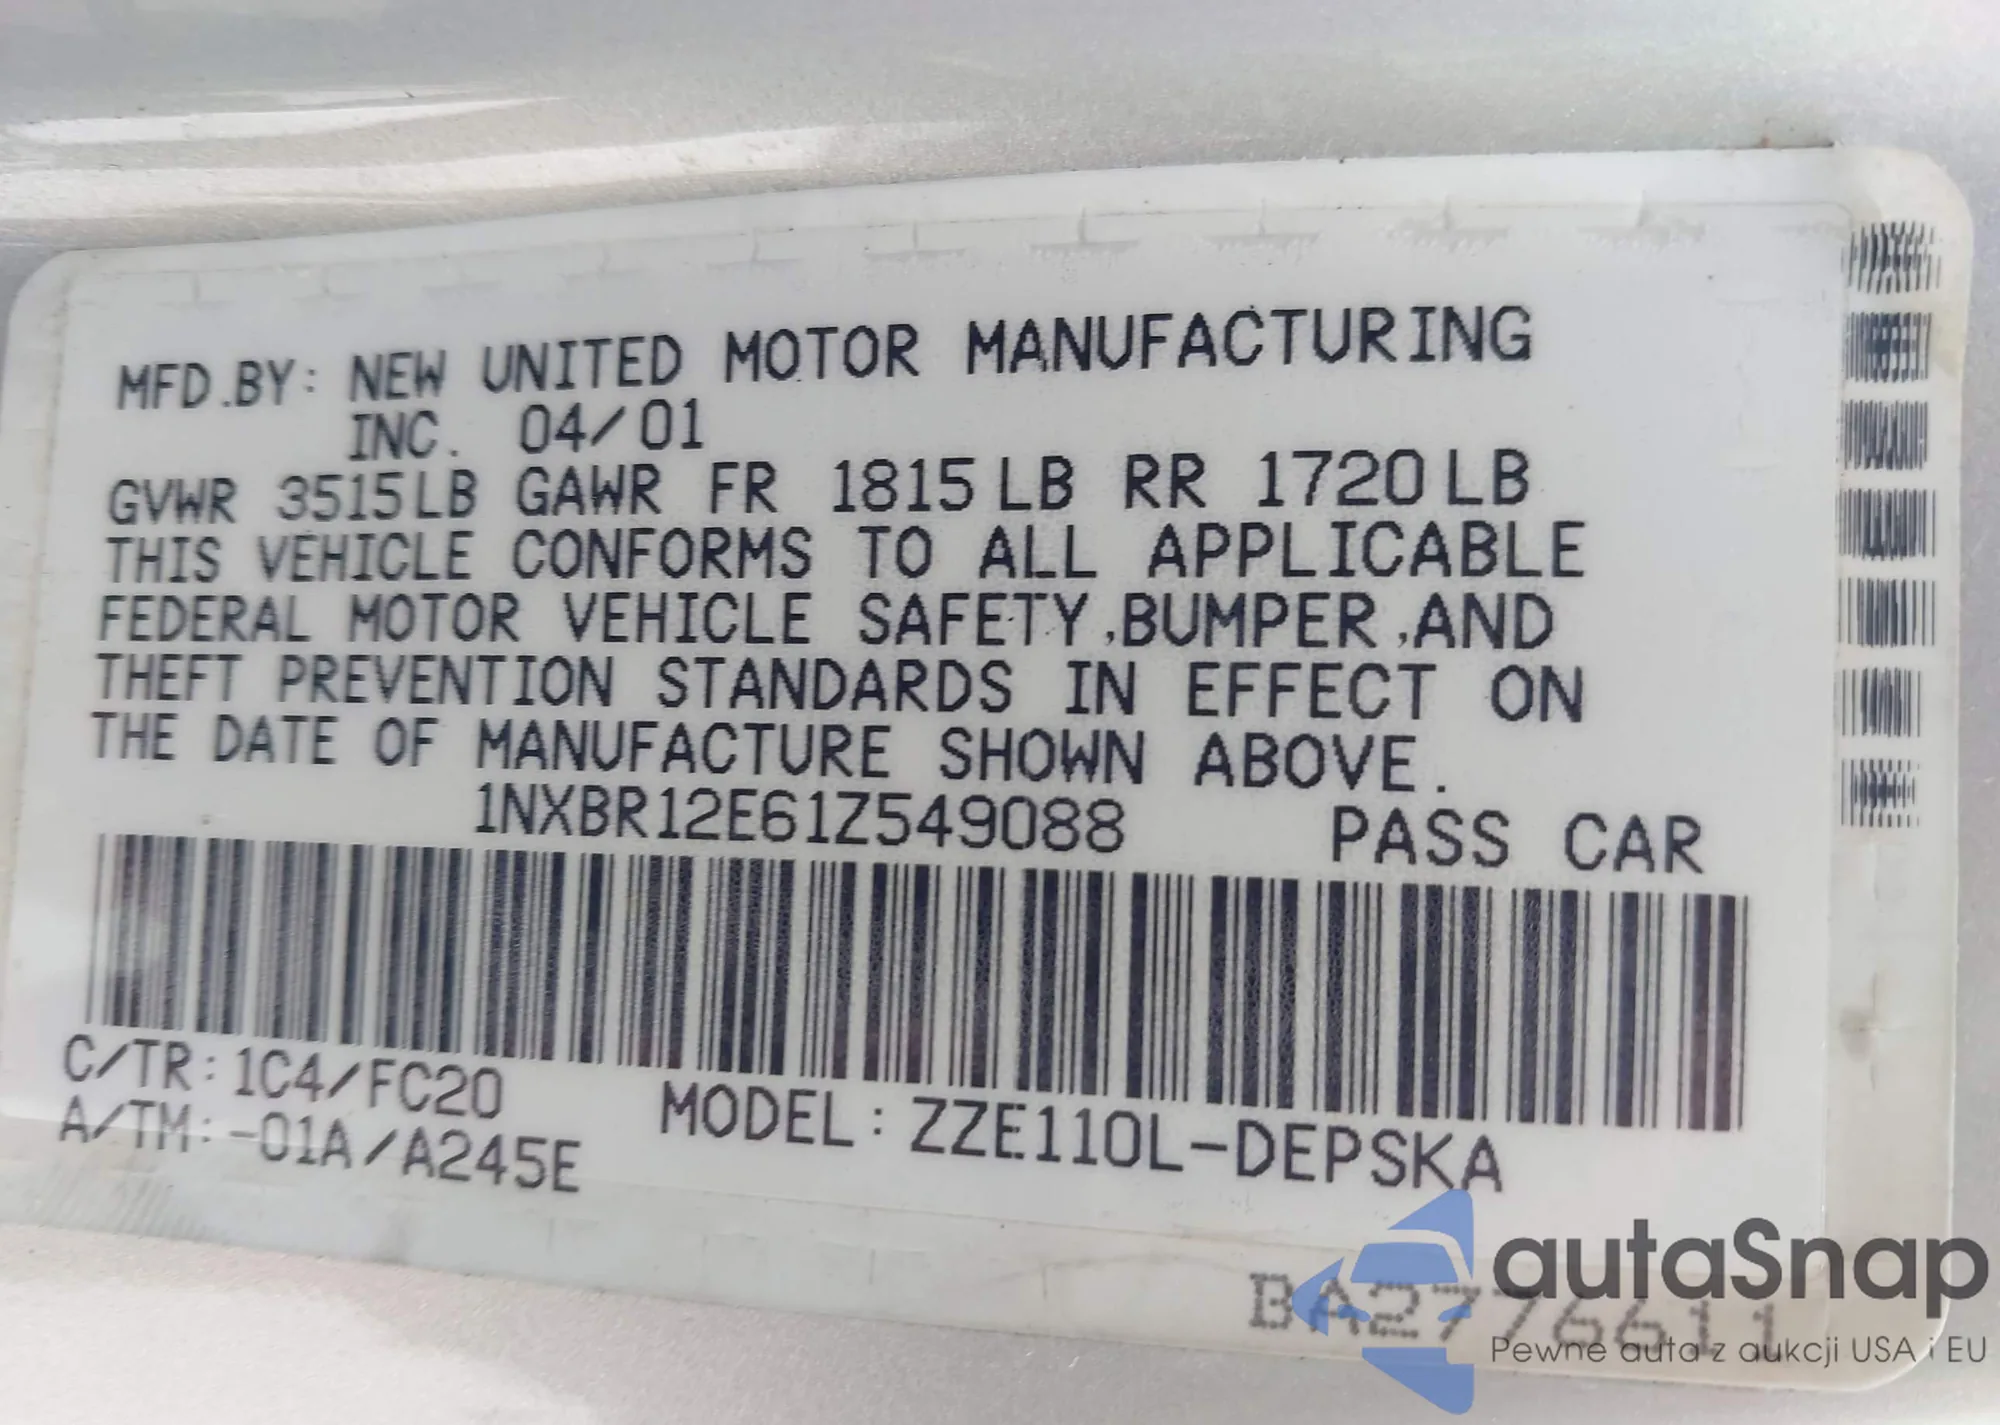 MFD.BY: NEW UNITED MOTOR MANUFACTURING
INC. 04/01
GVWR 3515LB GAWR FR 1815LB RR 1720LB
THIS VEHICLE CONFORMS TO ALL APPLICABLE
FEDERAL MOTOR VEHICLE SAFETY,BUMPER,AND
THEFT PREVENTION STANDARDS IN EFFECT ON
THE DATE OF MANUFACTURE SHOWN ABOVE.
1NXBR12E61Z549088 PASS CAR
C/TR: 1C4/FC20
A/TM: -01A/A245E
MODEL: ZZE110L-DEPSKA
BA2776611
autaSnap
Pewne auta z aukcji USA i EU